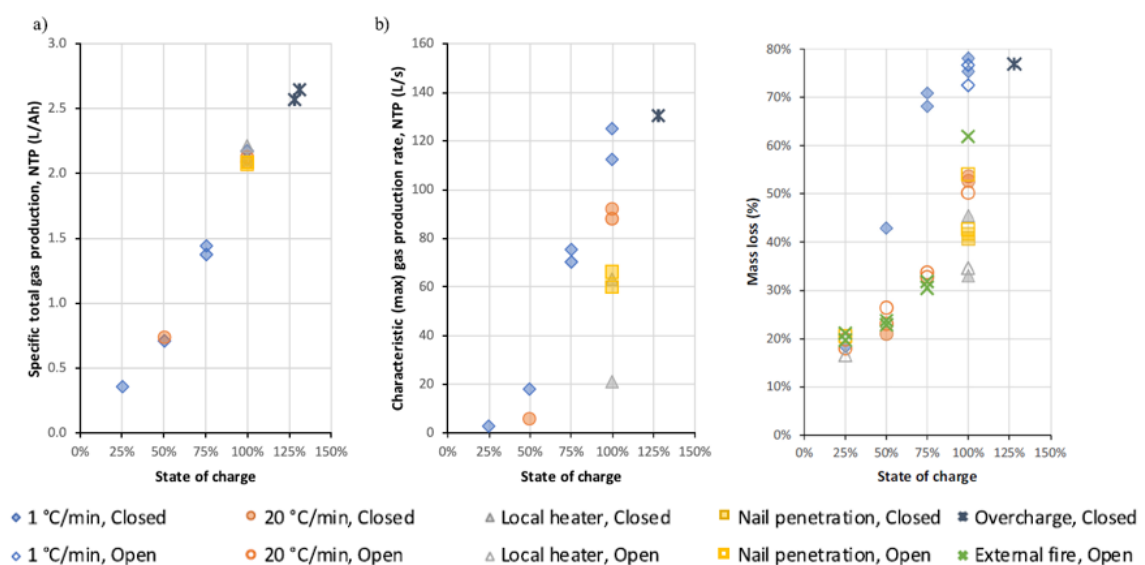 a)
Specific total gas production, NTP (L/Ah)
3.0
2.5
2.0
1.5
1.0
0.5
0.0
0% 25% 50% 75% 100% 125% 150%
State of charge
b)
Characteristic (max) gas production rate, NTP (L/s)
160
140
120
100
80
60
40
20
0
0% 25% 50% 75% 100% 125% 150%
State of charge
Mass loss (%)
80%
70%
60%
50%
40%
30%
20%
10%
0%
0% 25% 50% 75% 100% 125% 150%
State of charge
1 °C/min, Closed 20 °C/min, Closed Local heater, Closed Nail penetration, Closed Overcharge, Closed
1 °C/min, Open 20 °C/min, Open Local heater, Open Nail penetration, Open External fire, Open